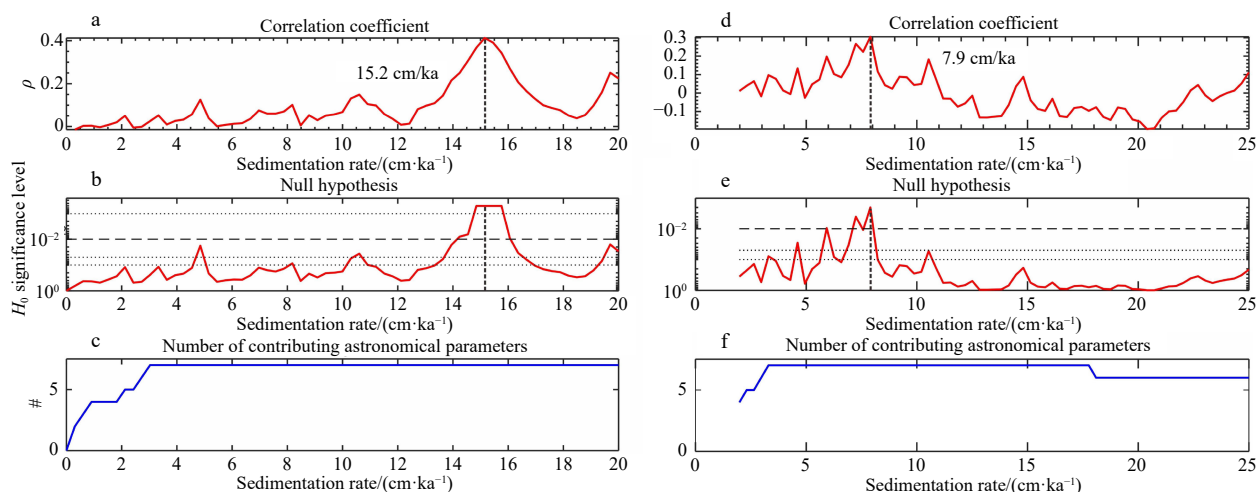 a
Correlation coefficient
0.4
0.2
0
ρ
15.2 cm/ka
0 2 4 6 8 10 12 14 16 18 20
Sedimentation rate/(cm·ka⁻¹)
b
Null hypothesis
10⁻²
10⁰
H₀ significance level
0 2 4 6 8 10 12 14 16 18 20
Sedimentation rate/(cm·ka⁻¹)
c
Number of contributing astronomical parameters
5
0
#
0 2 4 6 8 10 12 14 16 18 20
Sedimentation rate/(cm·ka⁻¹)
d
Correlation coefficient
0.3
0.1
0
−0.1
7.9 cm/ka
5 10 15 20 25
Sedimentation rate/(cm·ka⁻¹)
e
Null hypothesis
10⁻²
10⁰
5 10 15 20 25
Sedimentation rate/(cm·ka⁻¹)
f
Number of contributing astronomical parameters
5
0
5 10 15 20 25
Sedimentation rate/(cm·ka⁻¹)